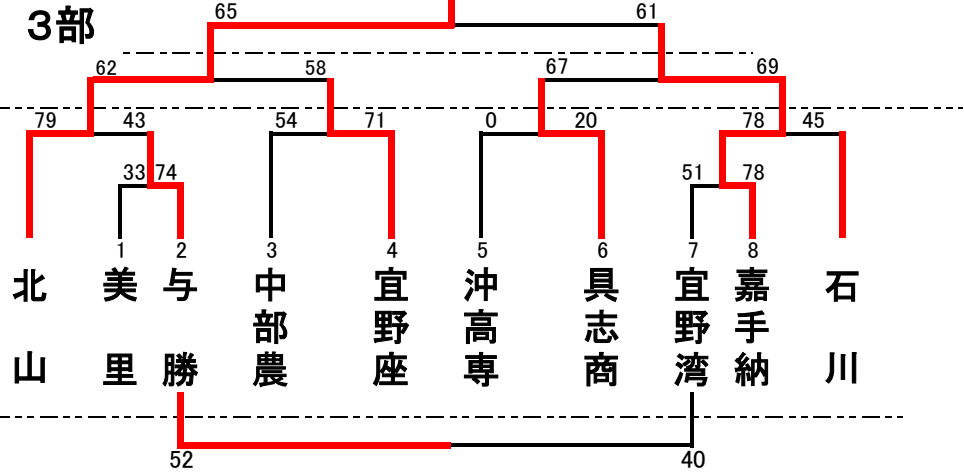 65 61
3部
62 58 67 69
79 43 54 71 0 20 78 45
33 74 51 78
1 2 3 4 5 6 7 8
北山
美里
与勝
中部農
宜野座
沖高専
具志商
宜野湾
嘉手納
石川
52 40